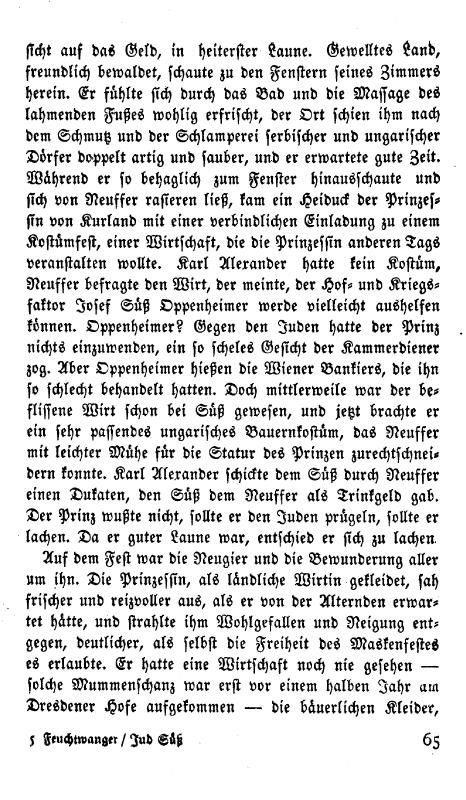 sicht auf das Geld, in heiterster Laune. Gewelltes Land,
freundlich bewaldet, schaute zu den Fenstern seines Zimmers
herein. Er fühlte sich durch das Bad und die Massage des
lahmenden Fußes wohlig erfrischt, der Ort schien ihm nach
dem Schmutz und der Schlamperei serbischer und ungarischer
Dörfer doppelt artig und sauber, und er erwartete gute Zeit.
Während er so behaglich zum Fenster hinausschaute und
sich von Neuffer rasieren ließ, kam ein Heiduck der Prinzes-
sin von Kurland mit einer verbindlichen Einladung zu einem
Kostümfest, einer Wirtschaft, die die Prinzessin anderen Tags
veranstalten wollte. Karl Alexander hatte kein Kostüm,
Neuffer befragte den Wirt, der meinte, der Hof- und Kriegs-
faktor Josef Süß Oppenheimer werde vielleicht aushelfen
können. Oppenheimer? Gegen den Juden hatte der Prinz
nichts einzuwenden, ein so scheles Gesicht der Kammerdiener
zog. Aber Oppenheimer hießen die Wiener Bankiers, die ihn
so schlecht behandelt hatten. Doch mittlerweile war der be-
flissene Wirt schon bei Süß gewesen, und jetzt brachte er
ein sehr passendes ungarisches Bauernkostüm, das Neuffer
mit leichter Mühe für die Statur des Prinzen zurechtschnei-
dern konnte. Karl Alexander schickte dem Süß durch Neuffer
einen Dukaten, den Süß dem Neuffer als Trinkgeld gab.
Der Prinz wußte nicht, sollte er den Juden prügeln, sollte er
lachen. Da er guter Laune war, entschied er sich zu lachen.
Auf dem Fest war die Neugier und die Bewunderung aller
um ihn. Die Prinzessin, als ländliche Wirtin gekleidet, sah
frischer und reizvoller aus, als er von der Alternden erwar-
tet hätte, und strahlte ihm Wohlgefallen und Neigung ent-
gegen, deutlicher, als selbst die Freiheit des Maskenfestes
es erlaubte. Er hatte eine Wirtschaft noch nie gesehen —
solche Mummenschanz war erst vor einem halben Jahr am
Dresdener Hofe aufgekommen — die bäuerlichen Kleider,
5 Feuchtwanger / Jud Süß 65